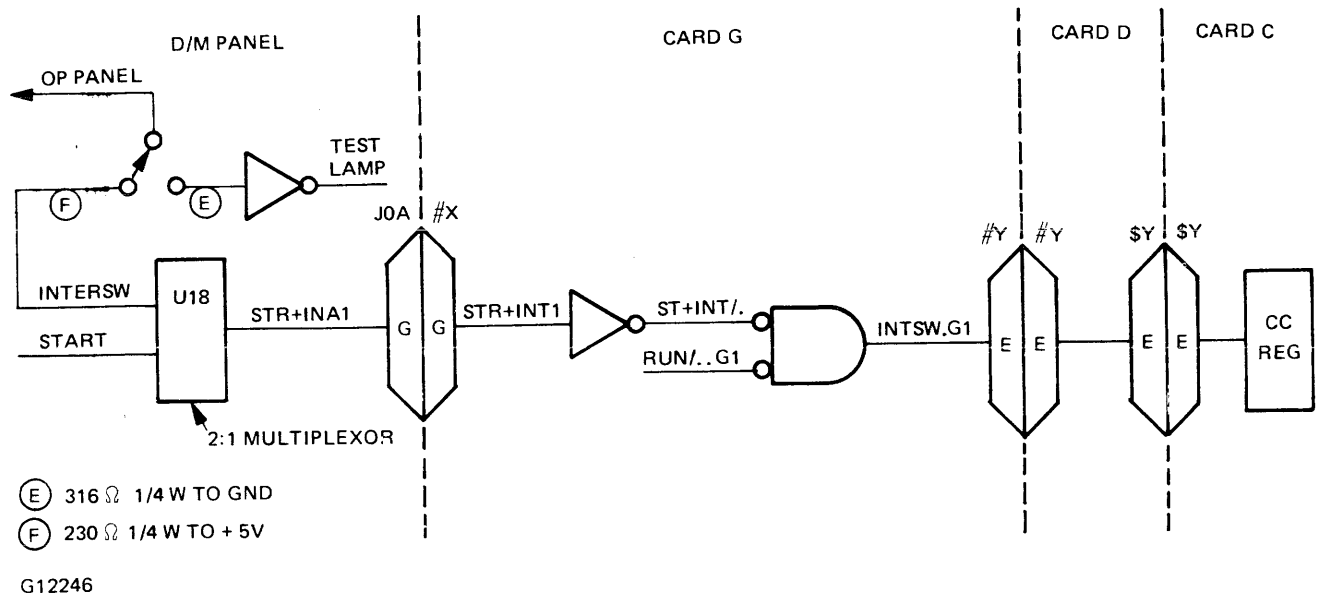 D/M PANEL
CARD G
CARD D
CARD C
OP PANEL
TEST
LAMP
F
E
J0A
#X
#Y
#Y
$Y
$Y
INTERSW
U18
STR+INA1
G
G
STR+INT1
ST+INT/.
RUN/..G1
INTSW.G1
E
E
E
E
CC
REG
START
2:1 MULTIPLEXOR
E 316 Ω 1/4 W TO GND
F 230 Ω 1/4 W TO + 5V
G12246